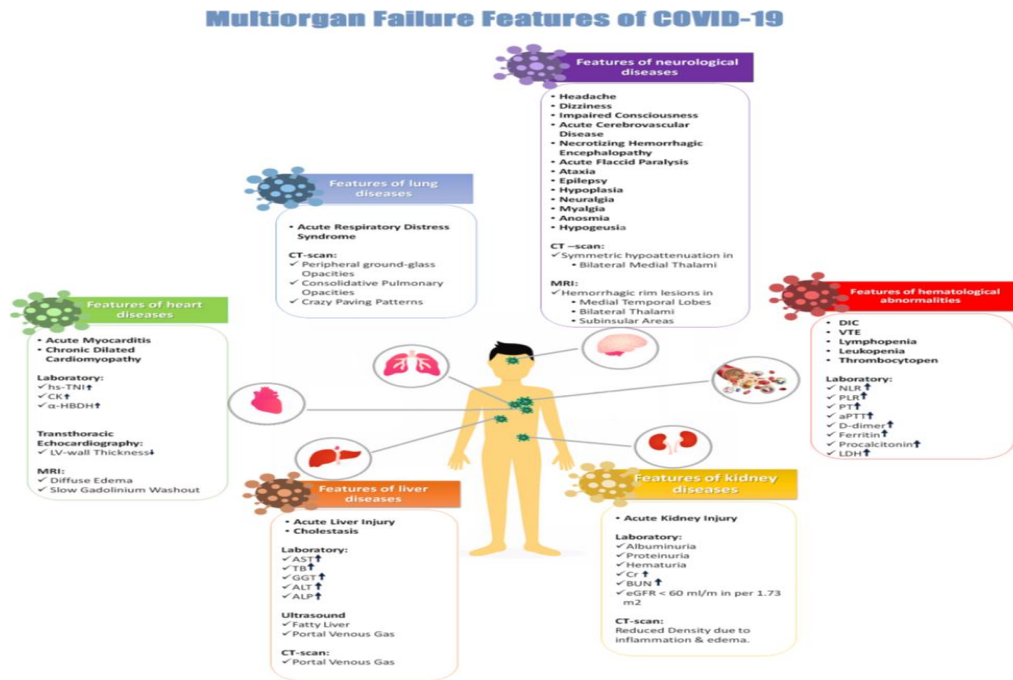 Multiorgan Failure Features of COVID-19
Features of neurological
diseases
• Headache
• Dizziness
• Impaired Consciousness
• Acute Cerebrovascular
Disease
• Necrotizing Hemorrhagic
Encephalopathy
• Acute Flaccid Paralysis
• Ataxia
• Epilepsy
• Hypoplasia
• Neuralgia
• Myalgia
• Anosmia
• Hypogeusia
CT –scan:
✓Symmetric hypoattenuation in
• Bilateral Medial Thalami
MRI:
✓Hemorrhagic rim lesions in
• Medial Temporal Lobes
• Bilateral Thalami
• Subinsular Areas
Features of lung
diseases
• Acute Respiratory Distress
Syndrome
CT-scan:
✓ Peripheral ground-glass
Opacities
✓ Consolidative Pulmonary
Opacities
✓ Crazy Paving Patterns
Features of heart
diseases
• Acute Myocarditis
• Chronic Dilated
Cardiomyopathy
Laboratory:
✓hs-TNI↑
✓CK↑
✓α-HBDH↑
Transthoracic
Echocardiography:
✓ LV-wall Thickness↓
MRI:
✓ Diffuse Edema
✓ Slow Gadolinium Washout
Features of hematological
abnormalities
• DIC
• VTE
• Lymphopenia
• Leukopenia
• Thrombocytopen
Laboratory:
✓NLR↑
✓PLR↑
✓PT↑
✓aPTT↑
✓D-dimer↑
✓Ferritin↑
✓Procalcitonin↑
✓LDH↑
Features of liver
diseases
• Acute Liver Injury
• Cholestasis
Laboratory:
✓AST↑
✓TB↑
✓GGT↑
✓ALT↑
✓ALP↑
Ultrasound
✓ Fatty Liver
✓ Portal Venous Gas
CT-scan:
✓Portal Venous Gas
Features of kidney
diseases
• Acute Kidney Injury
Laboratory:
✓Albuminuria
✓Proteinuria
✓Hematuria
✓Cr ↑
✓BUN ↑
✓eGFR < 60 ml/m in per 1.73
m2
CT-scan:
Reduced Density due to
inflammation & edema.